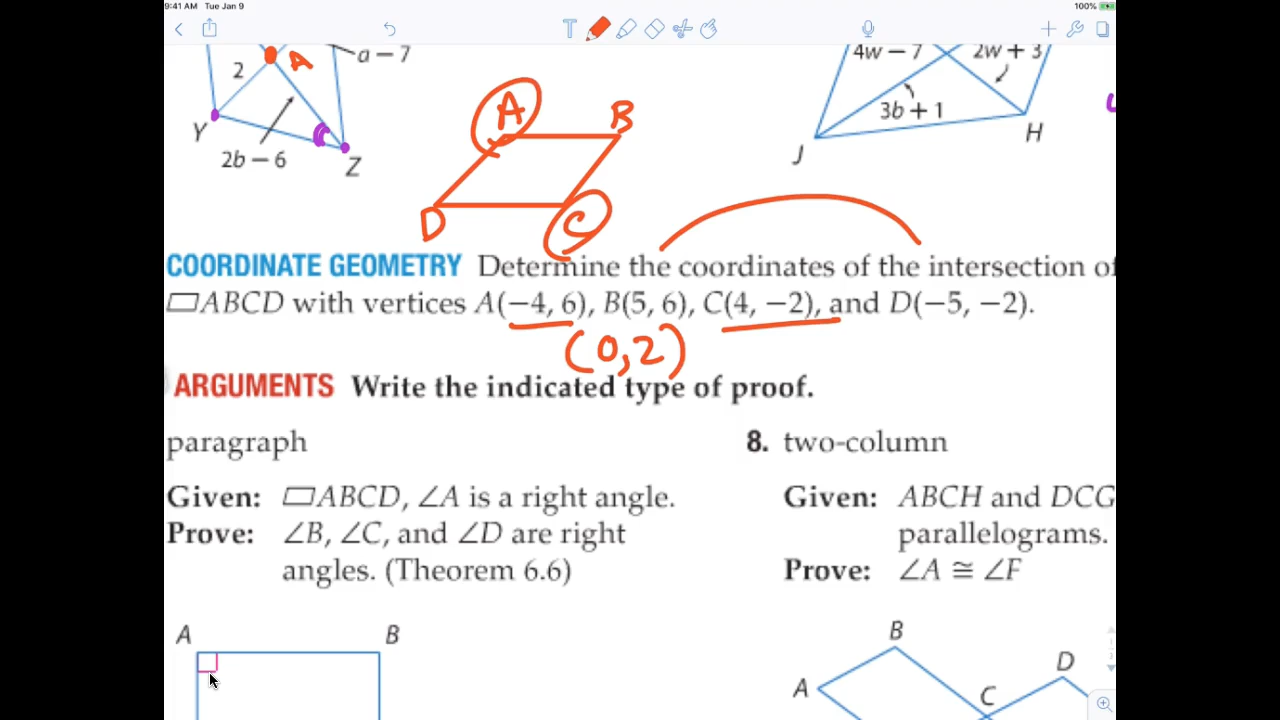 9:41 AM Tue Jan 9
100%
T
a − 7
2
A
Y
2b − 6
Z
A
B
D
C
4w − 7
2w + 3
3b + 1
J
H
COORDINATE GEOMETRY Determine the coordinates of the intersection of
▱ABCD with vertices A(−4, 6), B(5, 6), C(4, −2), and D(−5, −2).
(0,2)
ARGUMENTS Write the indicated type of proof.
paragraph
Given: ▱ABCD, ∠A is a right angle.
Prove: ∠B, ∠C, and ∠D are right
angles. (Theorem 6.6)
A
B
8. two-column
Given: ABCH and DCG
parallelograms.
Prove: ∠A ≅ ∠F
B
A
D
C